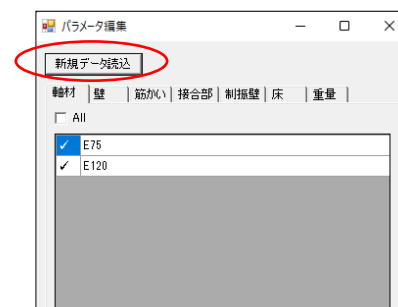 パラメータ編集
新規データ読込
軸材 壁 筋かい 接合部 制振壁 床 重量
All
E75
E120